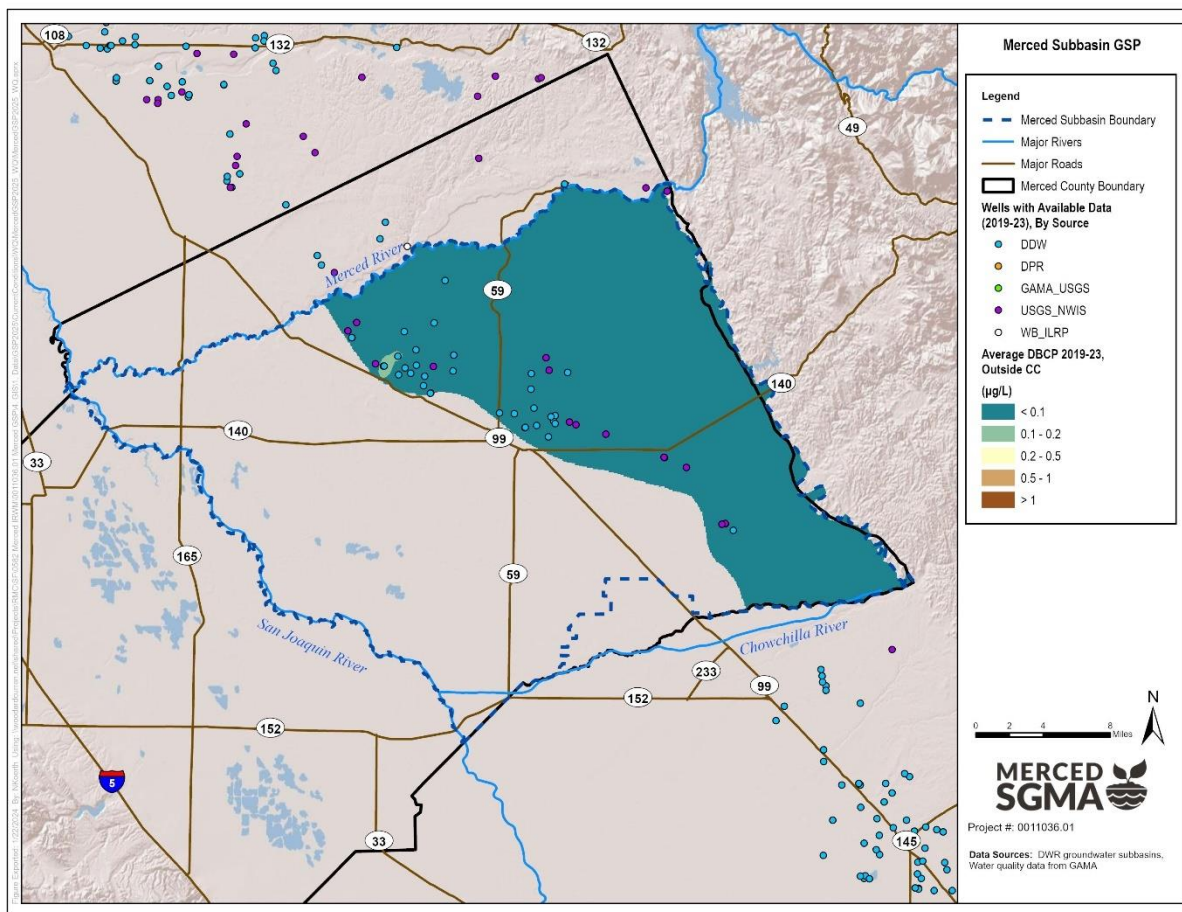 Merced Subbasin GSP
Legend
Merced Subbasin Boundary
Major Rivers
Major Roads
Merced County Boundary
Wells with Available Data
(2019-23), By Source
DDW
DPR
GAMA_USGS
USGS_NWIS
WB_ILRP
Average DBCP 2019-23,
Outside CC
(µg/L)
< 0.1
0.1 - 0.2
0.2 - 0.5
0.5 - 1
> 1
N
0 2 4 8
Miles
MERCED
SGMA
Project #: 0011036.01
Data Sources: DWR groundwater subbasins,
Water quality data from GAMA
108
132
132
49
Merced River
59
140
99
140
33
165
59
San Joaquin River
Chowchilla River
233
99
152
152
5
33
145